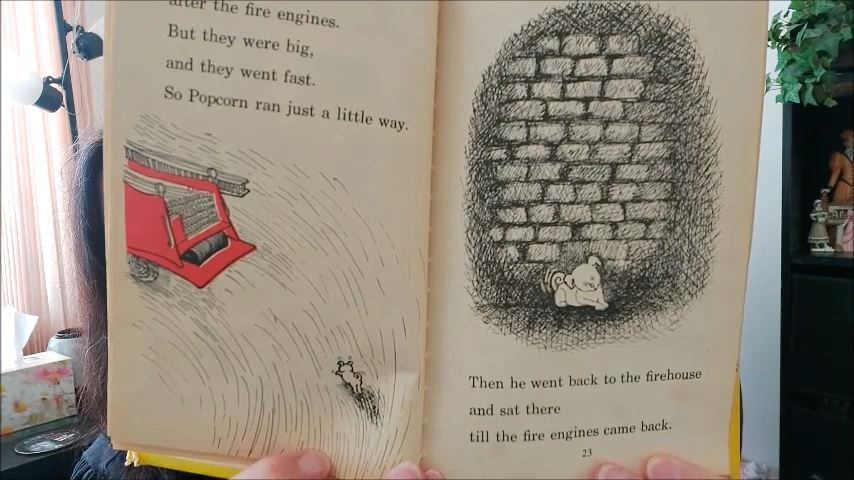 after the fire engines.
But they were big,
and they went fast.
So Popcorn ran just a little way.
Then he went back to the firehouse
and sat there
till the fire engines came back.
23